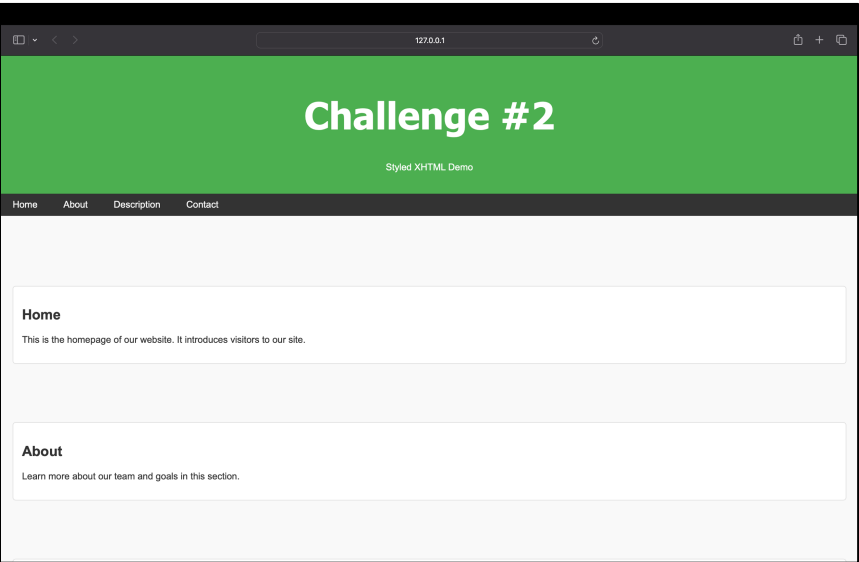 127.0.0.1
Challenge #2
Styled XHTML Demo
Home About Description Contact
Home
This is the homepage of our website. It introduces visitors to our site.
About
Learn more about our team and goals in this section.